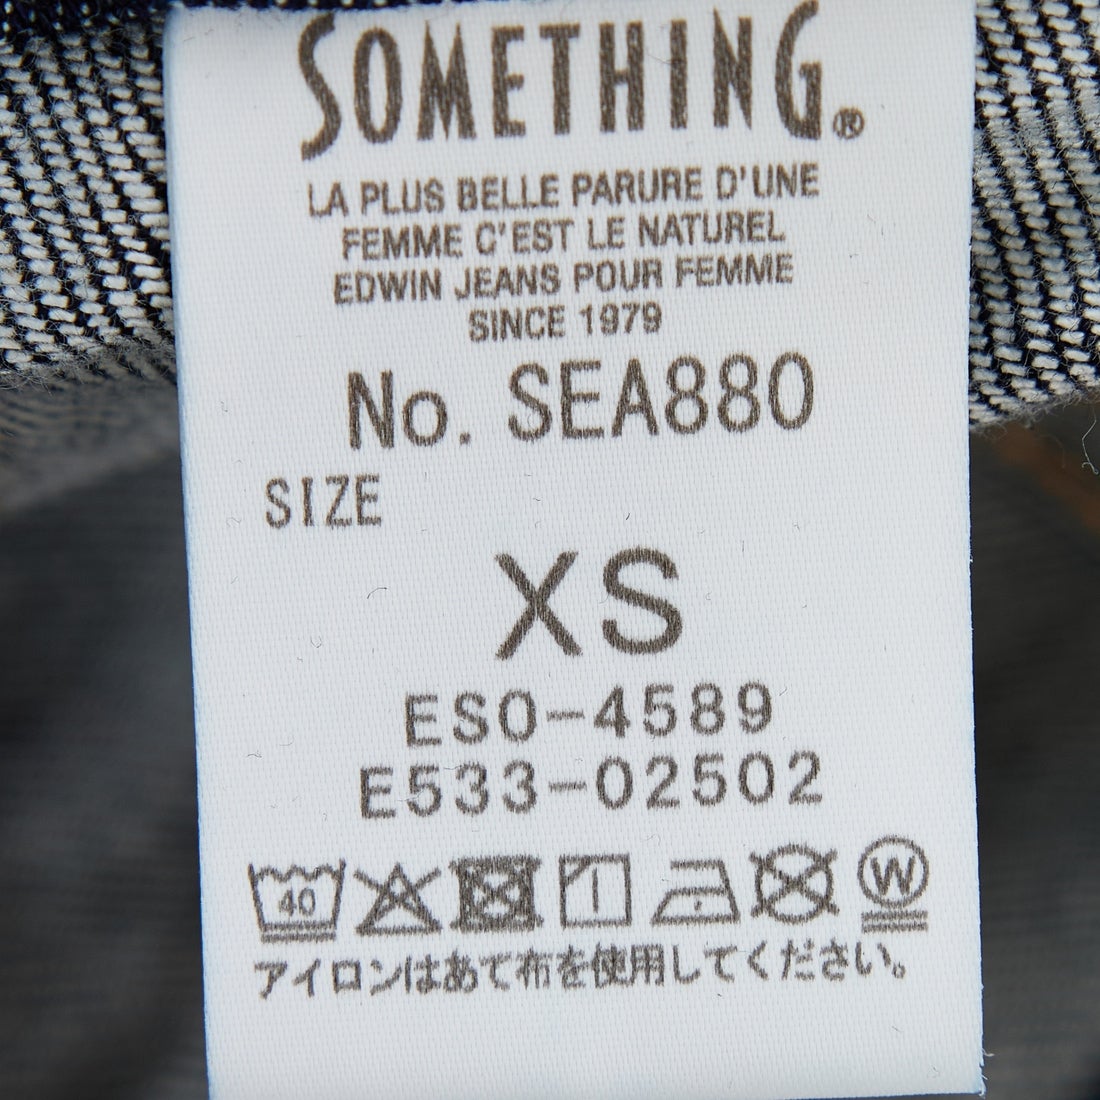 SOMETHING®
LA PLUS BELLE PARURE D'UNE
FEMME C'EST LE NATUREL
EDWIN JEANS POUR FEMME
SINCE 1979
No. SEA880
SIZE
XS
ESO-4589
E533-02502
40 W
アイロンはあて布を使用してください。